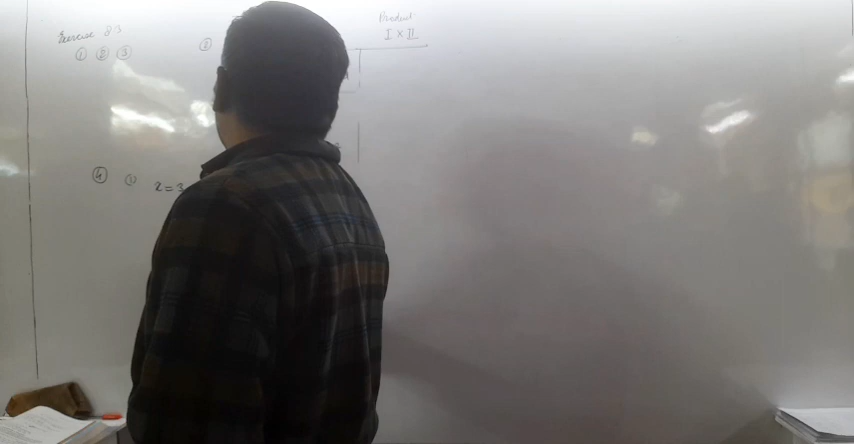 Exercise 8.3
Product
① ② ③ ②
I × II
④ ① x = 3